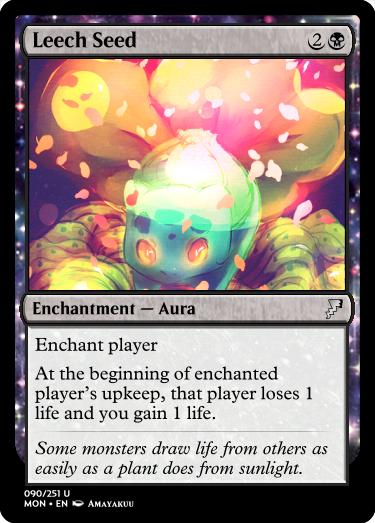 Leech Seed 2
Enchantment — Aura
Enchant player
At the beginning of enchanted
player's upkeep, that player loses 1
life and you gain 1 life.
Some monsters draw life from others as
easily as a plant does from sunlight.
090/251 U
MON • EN Amayakuu